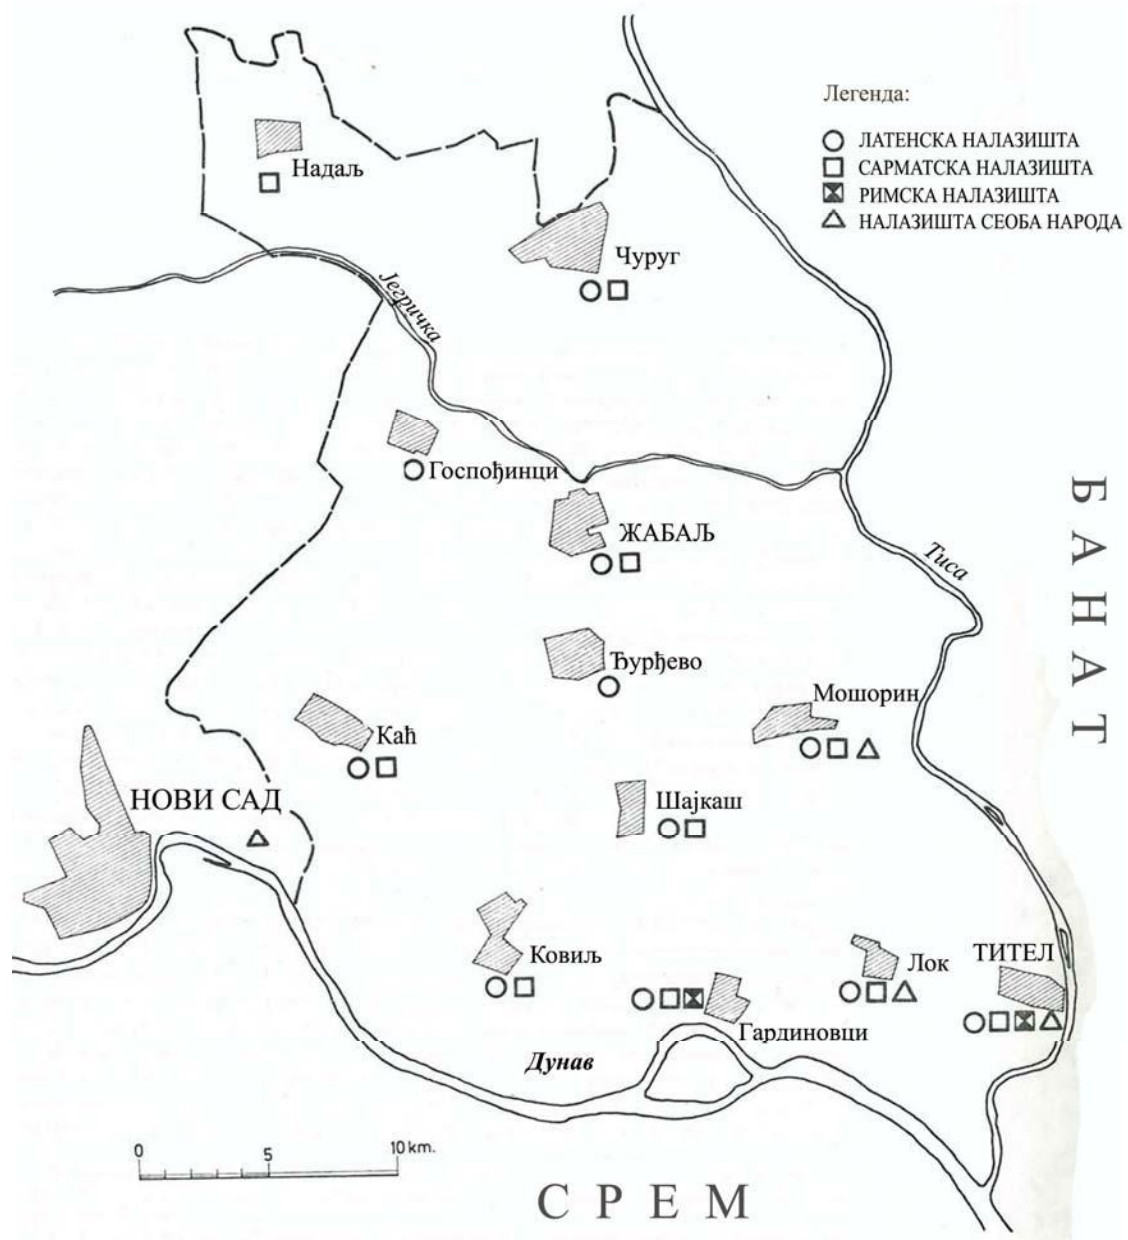 Легенда:
ЛАТЕНСКА НАЛАЗИШТА
САРМАТСКА НАЛАЗИШТА
РИМСКА НАЛАЗИШТА
НАЛАЗИШТА СЕОБА НАРОДА
Надаљ
Чуруг
Јегричка
Госпођинци
ЖАБАЉ
Тиса
БАНАТ
Ђурђево
Мошорин
Каћ
НОВИ САД
Шајкаш
Ковиљ
Лок
ТИТЕЛ
Гардиновци
Дунав
0 5 10 km.
СРЕМ